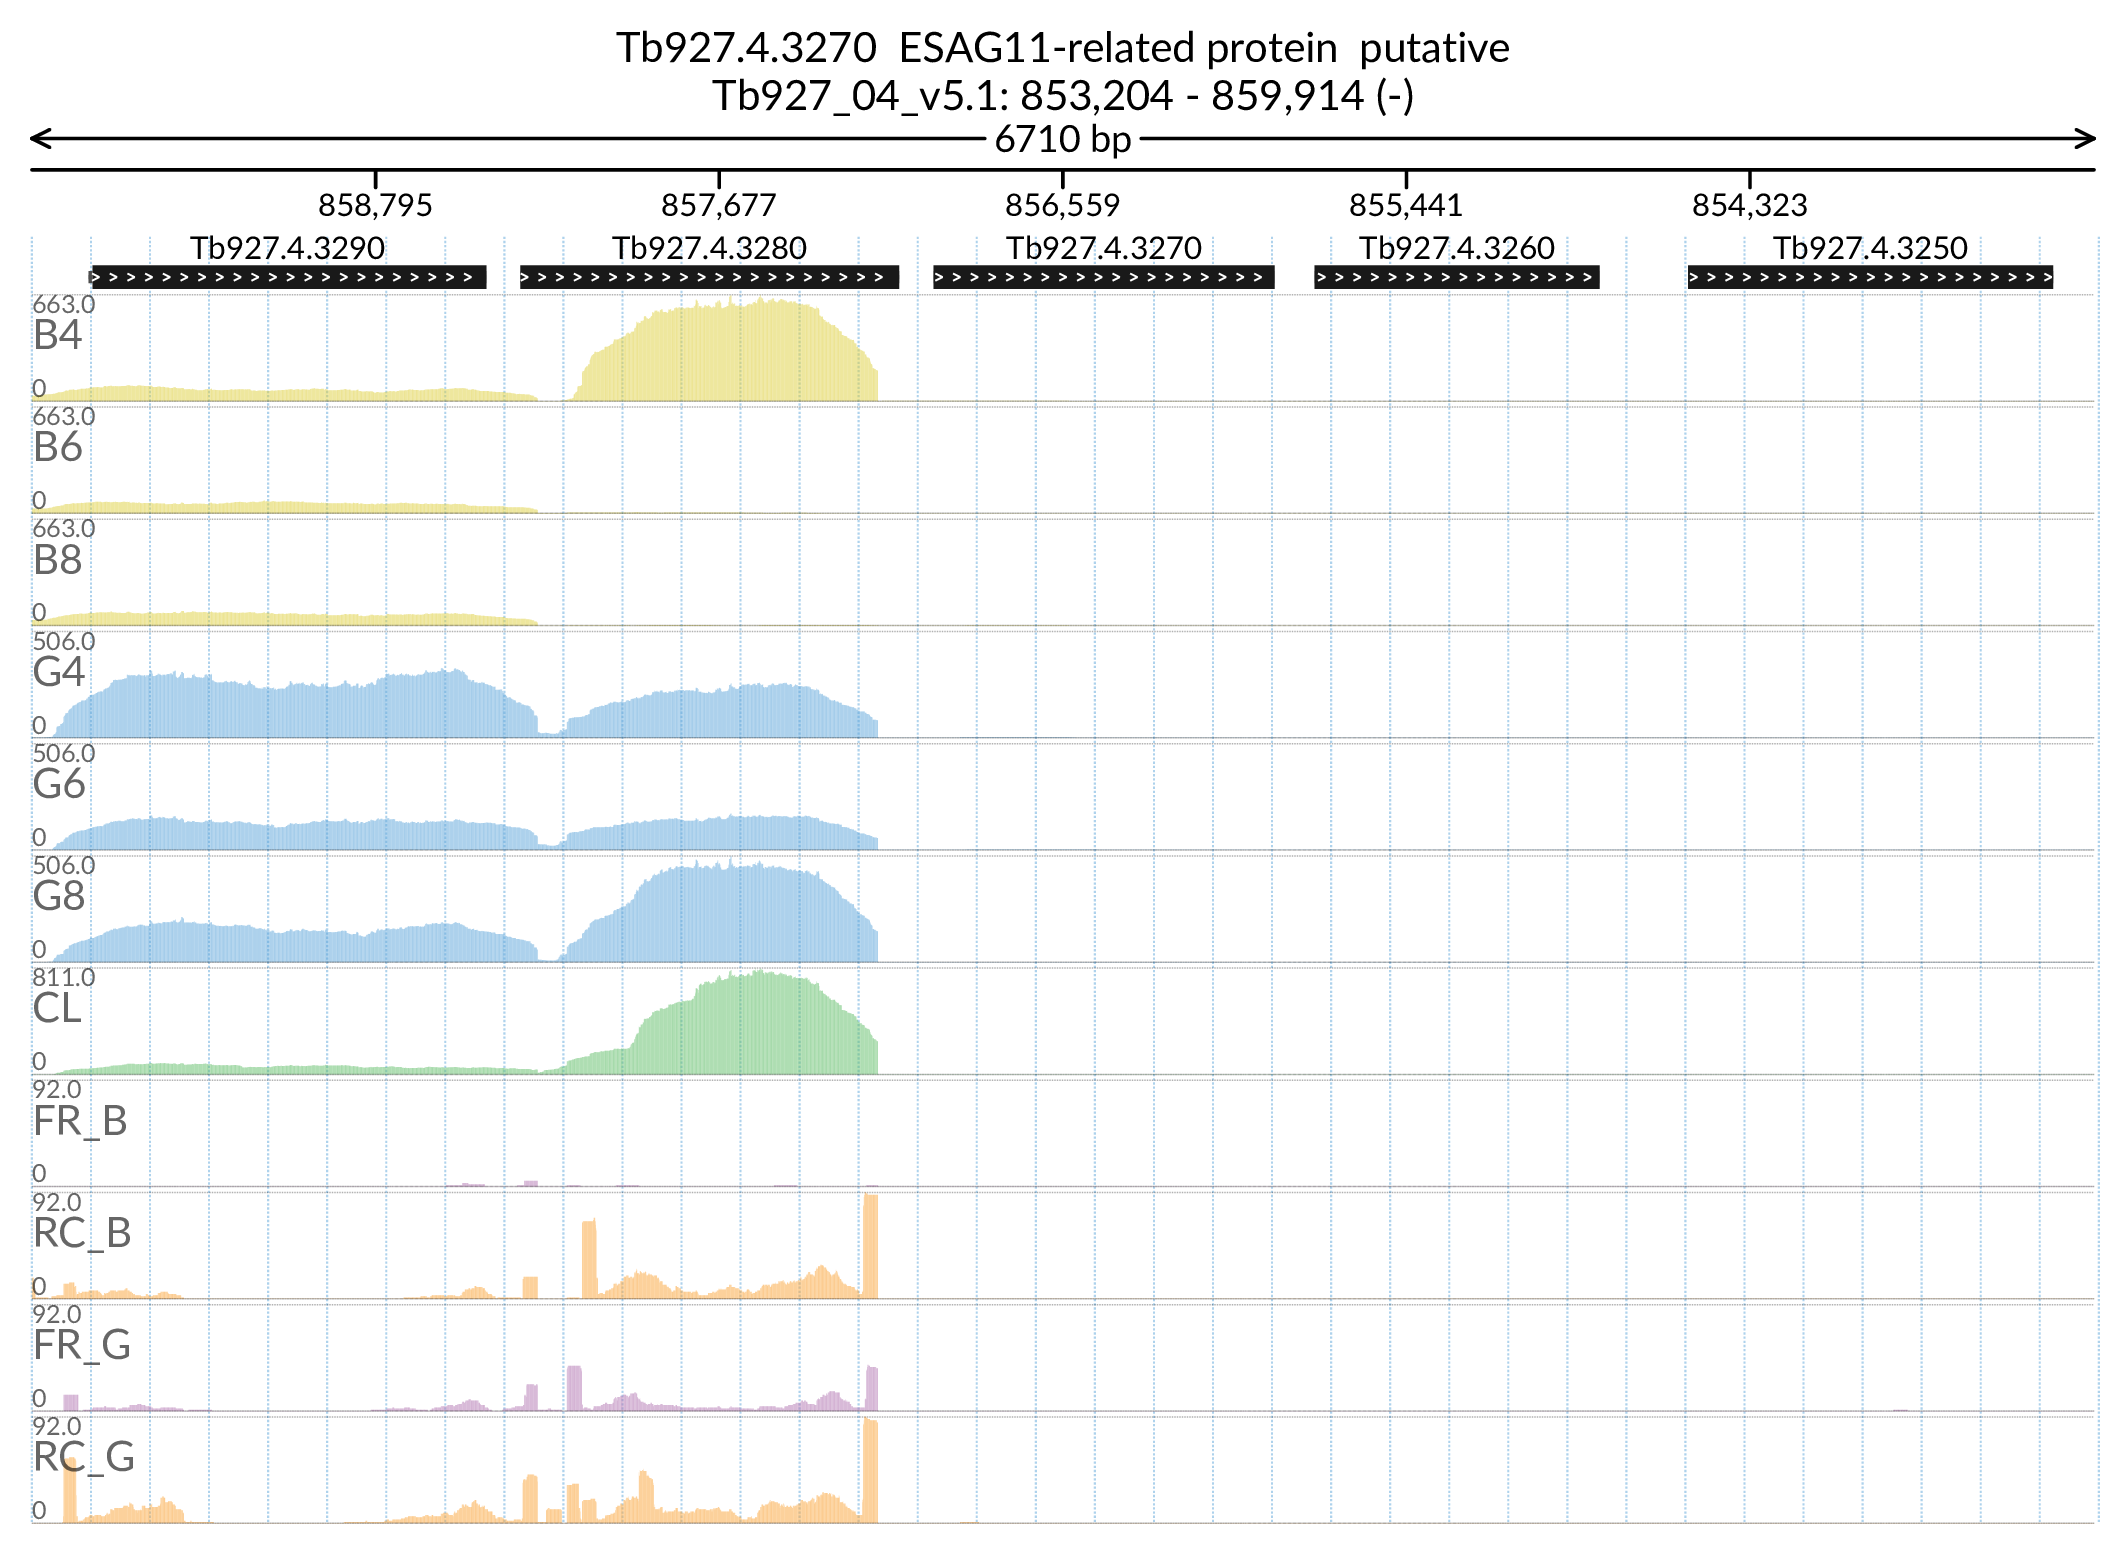 Tb927.4.3270  ESAG11-related protein  putative
Tb927_04_v5.1: 853,204 - 859,914 (-)
6710 bp
858,795 857,677 856,559 855,441 854,323
Tb927.4.3290 Tb927.4.3280 Tb927.4.3270 Tb927.4.3260 Tb927.4.3250
663.0
B4
0
663.0
B6
0
663.0
B8
0
506.0
G4
0
506.0
G6
0
506.0
G8
0
811.0
CL
0
92.0
FR_B
0
92.0
RC_B
0
92.0
FR_G
0
92.0
RC_G
0